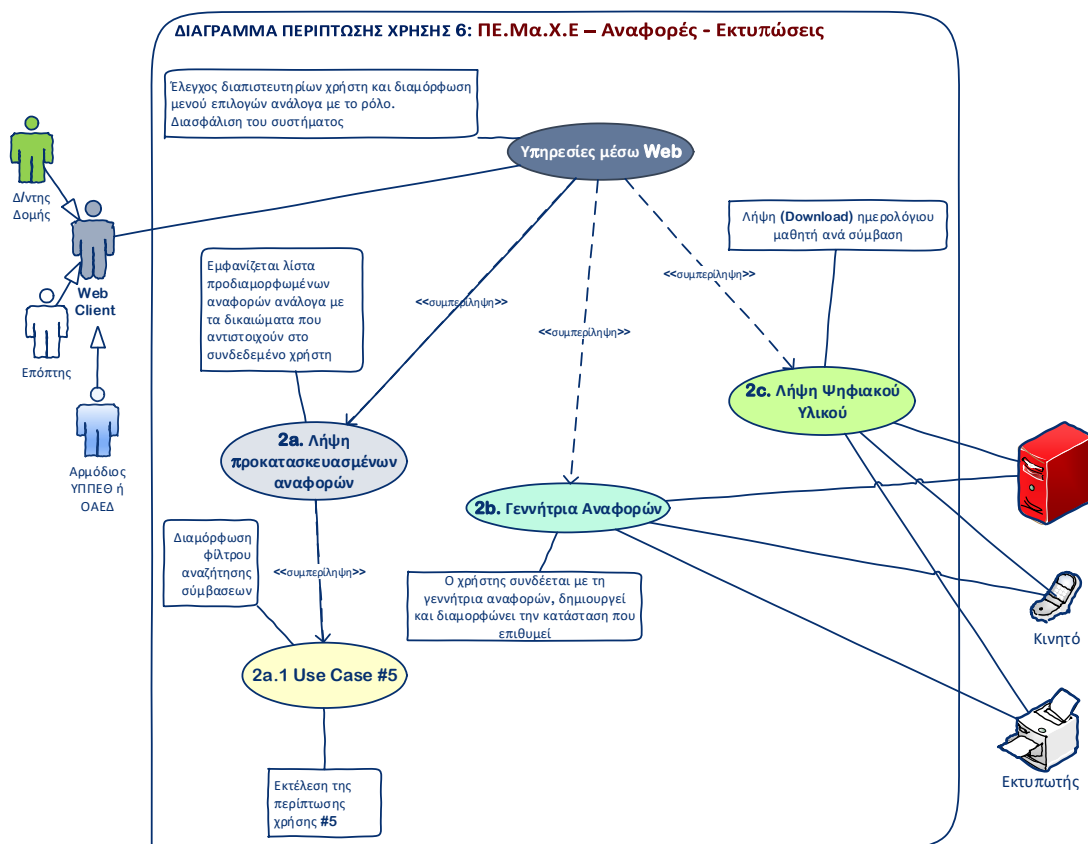 ΔΙΑΓΡΑΜΜΑ ΠΕΡΙΠΤΩΣΗΣ ΧΡΗΣΗΣ 6: ΠΕ.Μα.Χ.Ε – Αναφορές - Εκτυπώσεις
Έλεγχος διαπιστευτηρίων χρήστη και διαμόρφωση
μενού επιλογών ανάλογα με το ρόλο.
Διασφάλιση του συστήματος
Υπηρεσίες μέσω Web
Δ/ντης
Δομής
Web
Client
Επόπτης
Αρμόδιος
ΥΠΠΕΘ ή
ΟΑΕΔ
Λήψη (Download) ημερολόγιου
μαθητή ανά σύμβαση
Εμφανίζεται λίστα
προδιαμορφωμένων
αναφορών ανάλογα με
τα δικαιώματα που
αντιστοιχούν στο
συνδεδεμένο χρήστη
<<συμπερίληψη>>
<<συμπερίληψη>>
<<συμπερίληψη>>
2c. Λήψη Ψηφιακού
Υλικού
2a. Λήψη
προκατασκευασμένων
αναφορών
2b. Γεννήτρια Αναφορών
Διαμόρφωση
φίλτρου
αναζήτησης
σύμβασεων
<<συμπερίληψη>>
Ο χρήστης συνδέεται με τη
γεννήτρια αναφορών, δημιουργεί
και διαμορφώνει την κατάσταση που
επιθυμεί
Κινητό
2a.1 Use Case #5
Εκτυπωτής
Εκτέλεση της
περίπτωσης
χρήσης #5